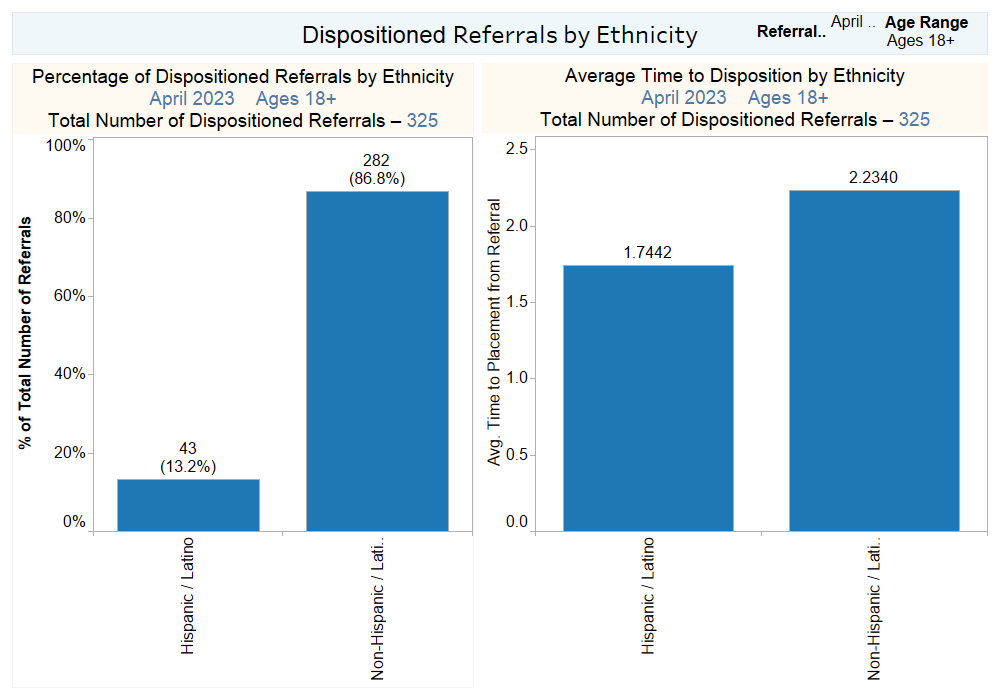 Dispositioned Referrals by Ethnicity
Referral..
April ..
Age Range
Ages 18+
Percentage of Dispositioned Referrals by Ethnicity
April 2023 Ages 18+
Total Number of Dispositioned Referrals – 325
% of Total Number of Referrals
100%
80%
60%
40%
20%
0%
43
(13.2%)
282
(86.8%)
Hispanic / Latino
Non-Hispanic / Lati..
Average Time to Disposition by Ethnicity
April 2023 Ages 18+
Total Number of Dispositioned Referrals – 325
Avg. Time to Placement from Referral
2.5
2.0
1.5
1.0
0.5
0.0
1.7442
2.2340
Hispanic / Latino
Non-Hispanic / Lati..